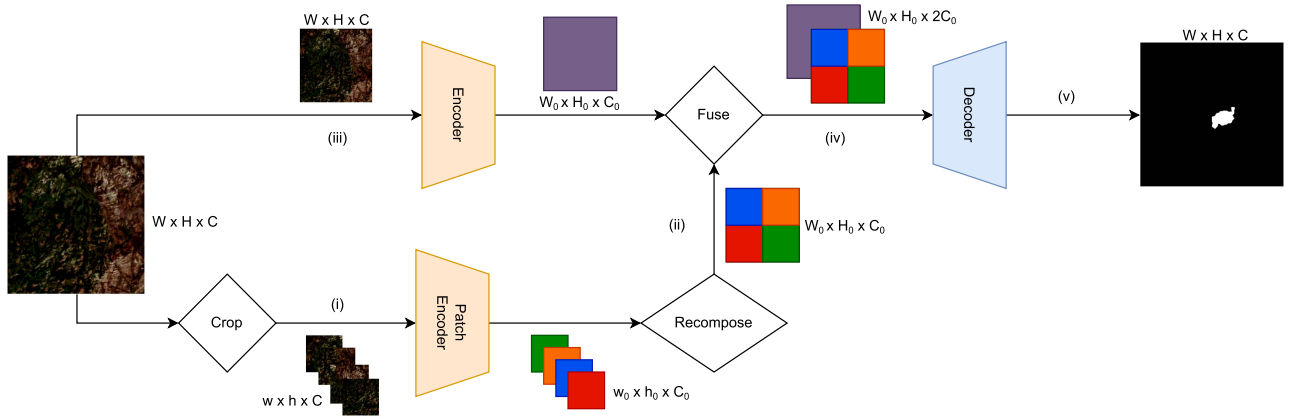 W x H x C
W₀ x H₀ x 2C₀
W x H x C
Encoder
W₀ x H₀ x C₀
Fuse
Decoder
(iii)
(iv)
(v)
W x H x C
(ii)
W₀ x H₀ x C₀
(i)
Crop
Patch
Encoder
Recompose
w x h x C
w₀ x h₀ x C₀